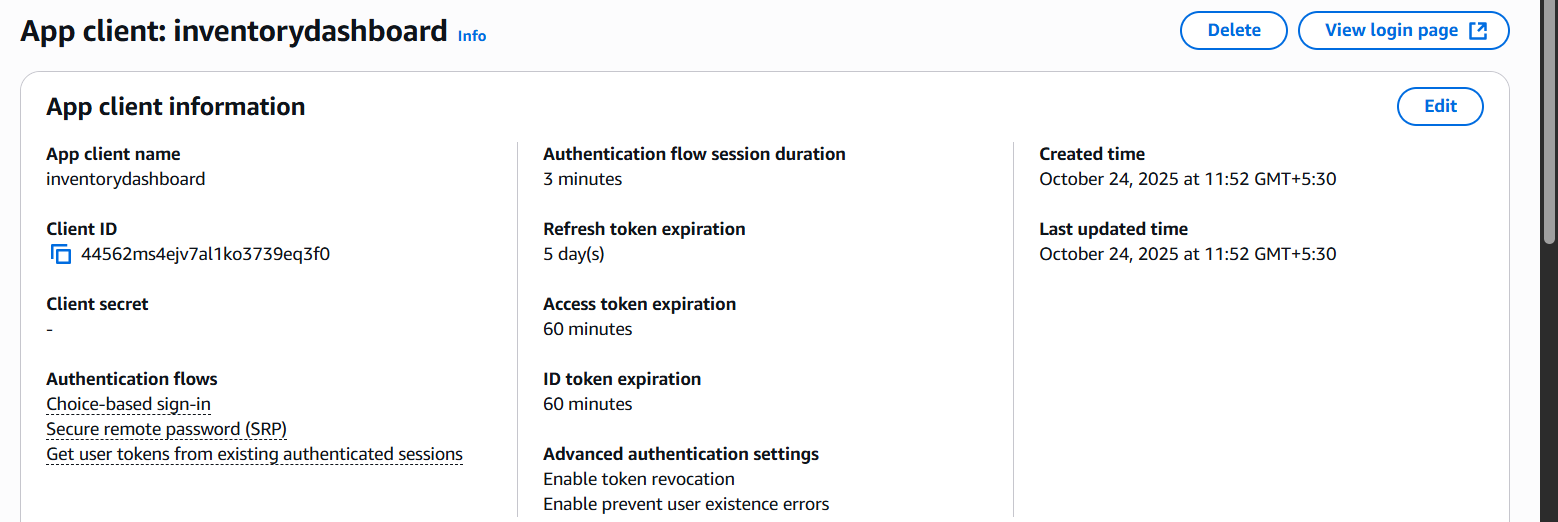 App client: inventorydashboard Info
Delete
View login page
App client information
Edit
App client name
inventorydashboard
Client ID
44562ms4ejv7al1ko3739eq3f0
Client secret
-
Authentication flows
Choice-based sign-in
Secure remote password (SRP)
Get user tokens from existing authenticated sessions
Authentication flow session duration
3 minutes
Refresh token expiration
5 day(s)
Access token expiration
60 minutes
ID token expiration
60 minutes
Advanced authentication settings
Enable token revocation
Enable prevent user existence errors
Created time
October 24, 2025 at 11:52 GMT+5:30
Last updated time
October 24, 2025 at 11:52 GMT+5:30